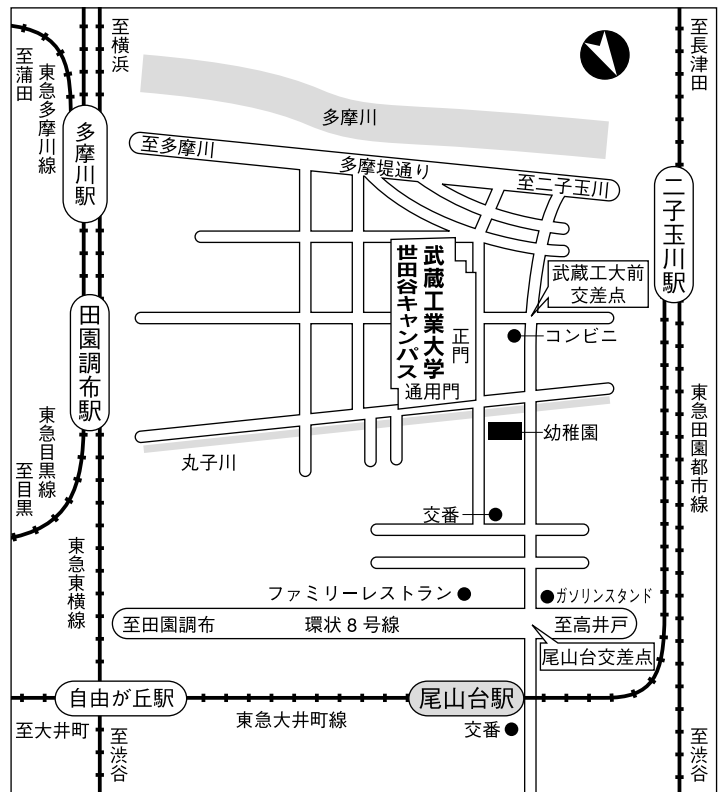 至横浜
至蒲田
東急多摩川線
多摩川駅
多摩川
至多摩川
多摩堤通り
至二子玉川
至長津田
二子玉川駅
武蔵工大前
交差点
武蔵工業大学
世田谷キャンパス
正門
通用門
コンビニ
田園調布駅
東急目黒線
至目黒
丸子川
幼稚園
東急田園都市線
交番
東急東横線
ファミリーレストラン
ガソリンスタンド
至田園調布
環状8号線
至高井戸
尾山台交差点
自由が丘駅
尾山台駅
至大井町
東急大井町線
交番
至渋谷
至渋谷